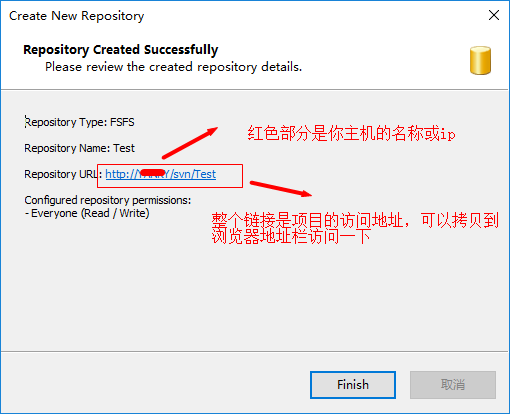 Create New Repository
Repository Created Successfully
Please review the created repository details.
Repository Type: FSFS
红色部分是你主机的名称或ip
Repository Name: Test
Repository URL: http:// /svn/Test
Configured repository permissions:
- Everyone (Read / Write)
整个链接是项目的访问地址，可以拷贝到
浏览器地址栏访问一下
Finish
取消